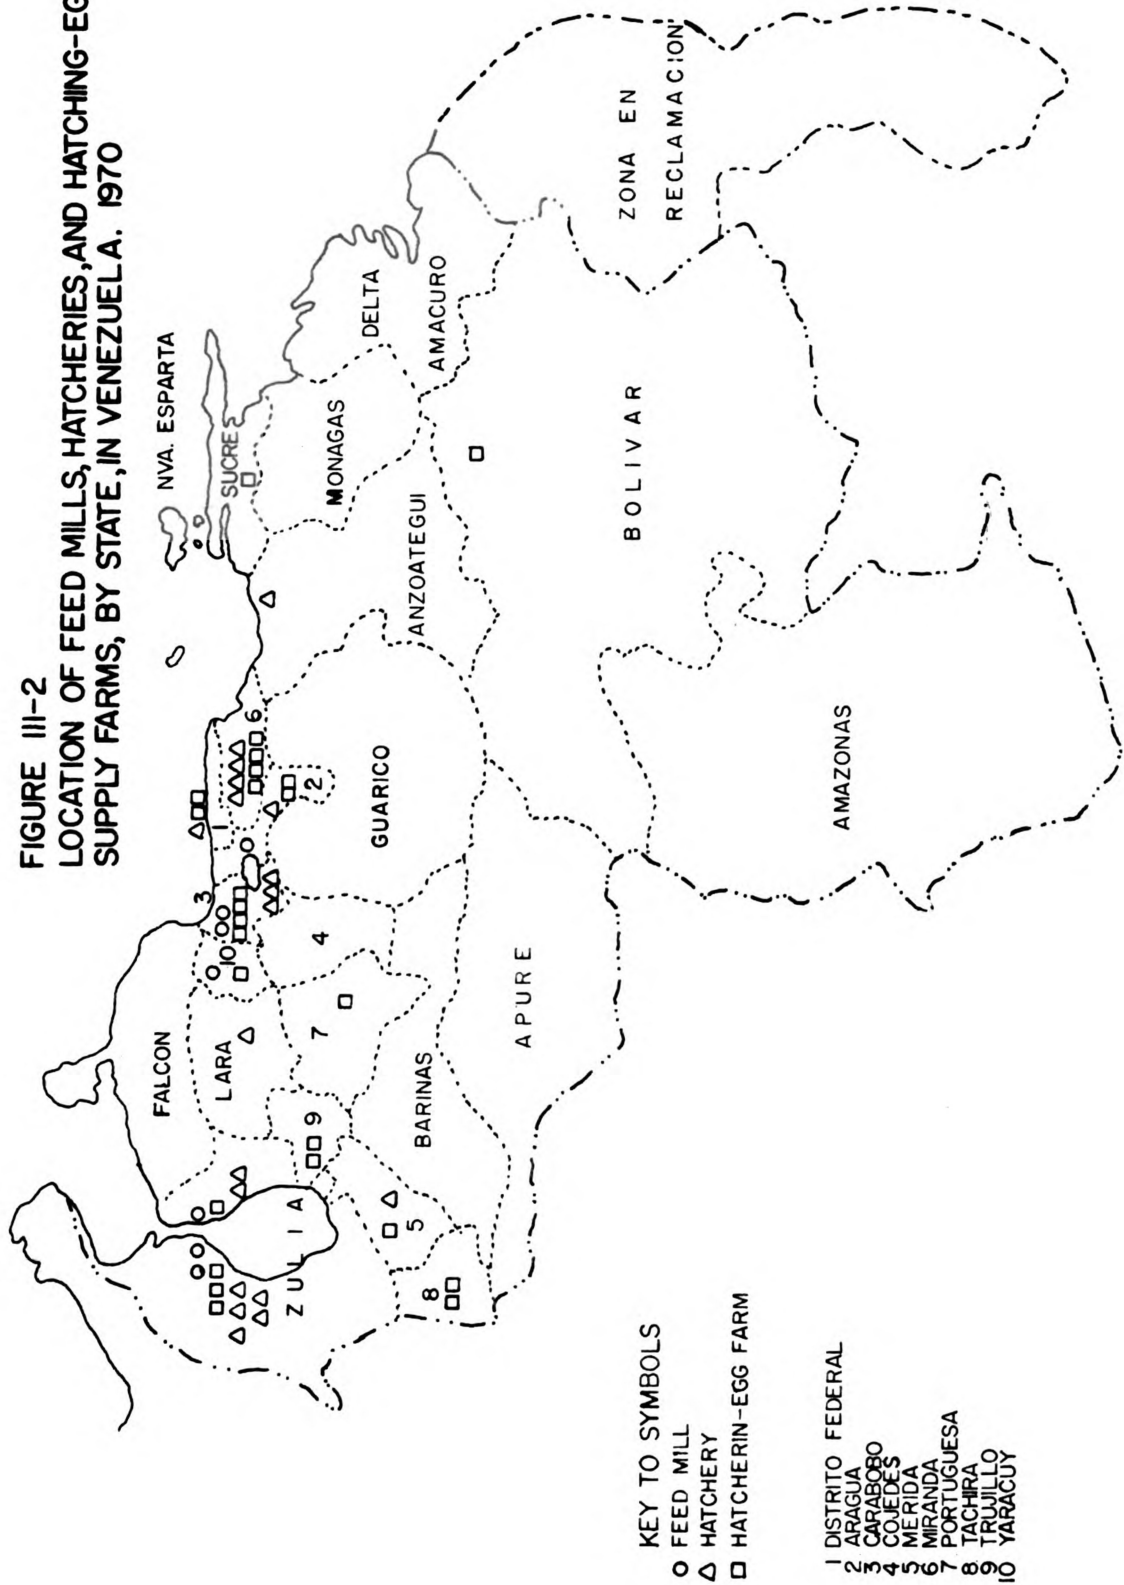 FIGURE III-2
LOCATION OF FEED MILLS, HATCHERIES, AND HATCHING-EG
SUPPLY FARMS, BY STATE, IN VENEZUELA. 1970
NVA. ESPARTA
SUCRE
FALCON
LARA
ZULIA
MONAGAS
DELTA
AMACURO
ANZOATEGUI
GUARICO
BARINAS
APURE
BOLIVAR
AMAZONAS
ZONA EN
RECLAMACION
1
2
3
4
5
6
7
8
9
10
KEY TO SYMBOLS
FEED MILL
HATCHERY
HATCHERIN-EGG FARM
1 DISTRITO FEDERAL
2 ARAGUA
3 CARABOBO
4 COJEDES
5 MERIDA
6 MIRANDA
7 PORTUGUESA
8 TACHIRA
9 TRUJILLO
10 YARACUY